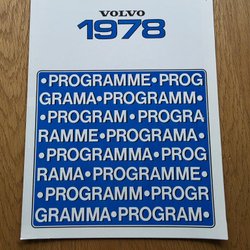 VOLVO
1978
•PROGRAMME•PROG
GRAMA•PROGRAMM•
PROGRAM•PROGRA
RAMME•PROGRAMA•
•PROGRAMMA•PROG
RAMA•PROGRAMME•
•PROGRAMM•PROGR
GRAMMA•PROGRAM•